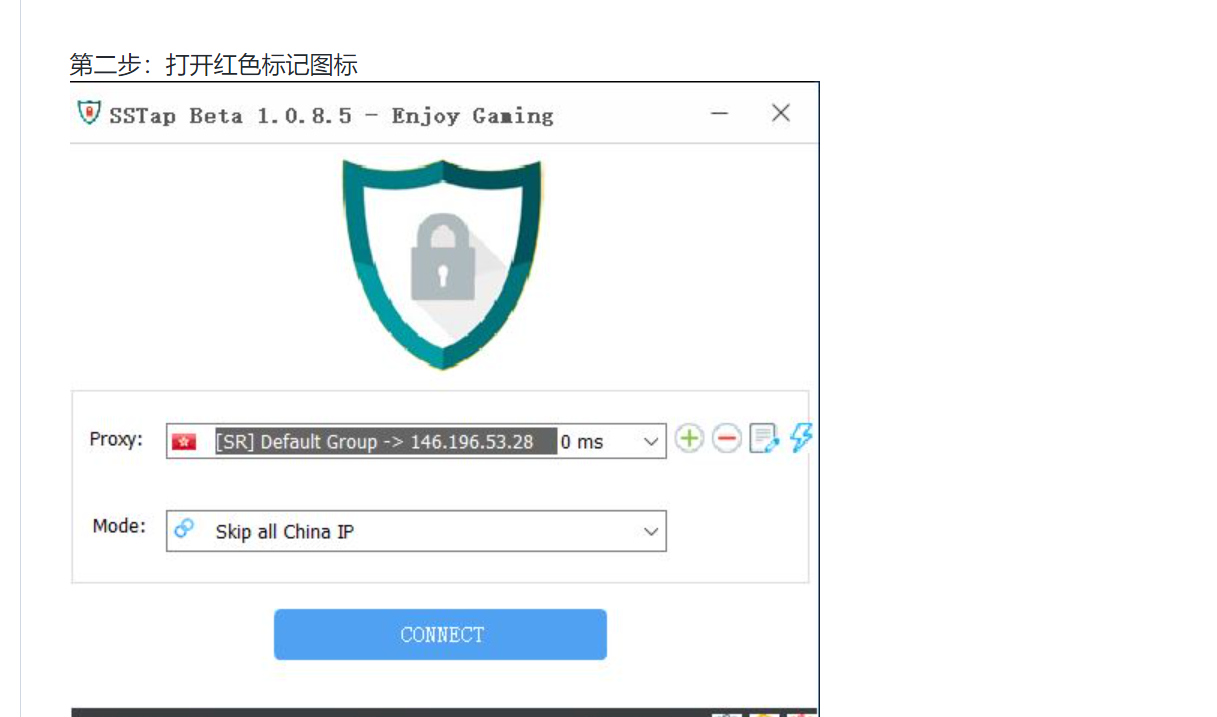 第二步：打开红色标记图标
SSTap Beta 1.0.8.5 - Enjoy Gaming
Proxy: [SR] Default Group -> 146.196.53.28 0 ms
Mode: Skip all China IP
CONNECT